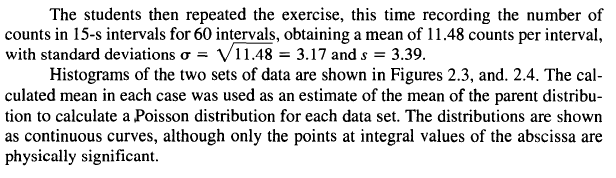 The students then repeated the exercise, this time recording the number of
counts in 15-s intervals for 60 intervals, obtaining a mean of 11.48 counts per interval,
with standard deviations σ = √11.48 = 3.17 and s = 3.39.
Histograms of the two sets of data are shown in Figures 2.3, and. 2.4. The cal-
culated mean in each case was used as an estimate of the mean of the parent distribu-
tion to calculate a Poisson distribution for each data set. The distributions are shown
as continuous curves, although only the points at integral values of the abscissa are
physically significant.